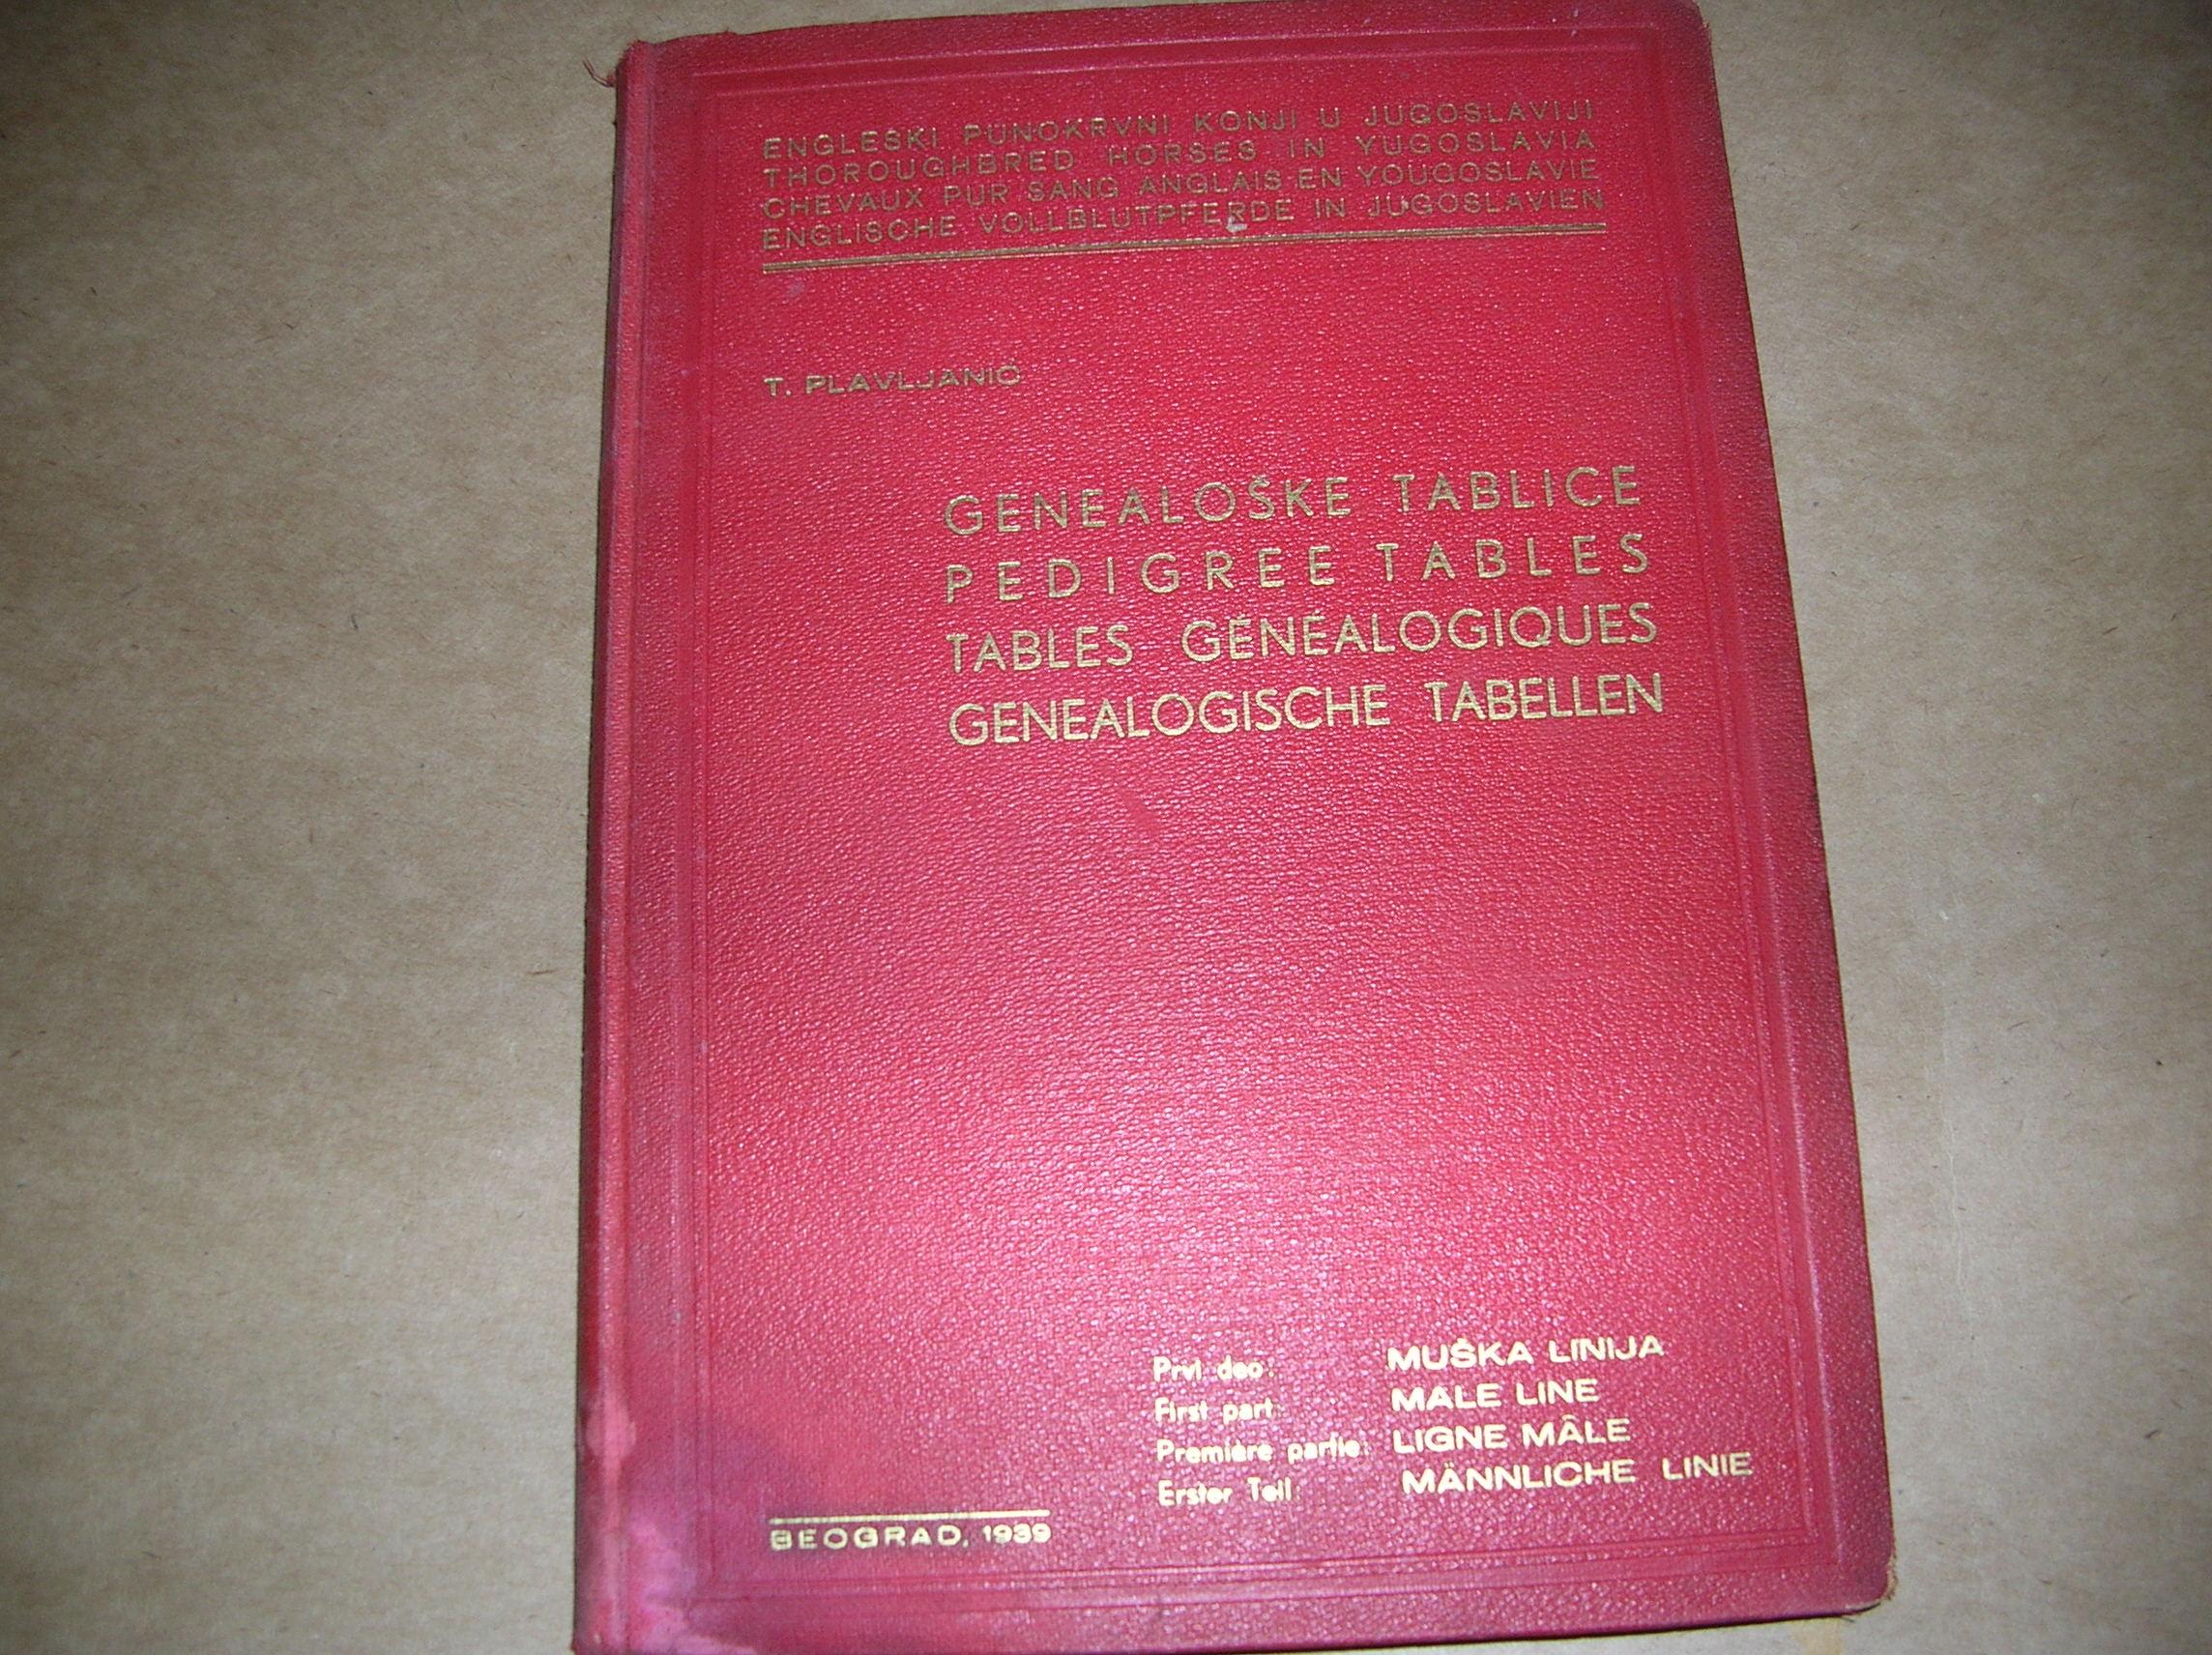 ENGLESKI PUNOKRVNI KONJI U JUGOSLAVIJI
THOROUGHBRED HORSES IN YUGOSLAVIA
CHEVAUX PUR SANG ANGLAIS EN YOUGOSLAVIE
ENGLISCHE VOLLBLUTPFERDE IN JUGOSLAVIEN
T. PLAVLJANIĆ
GENEALOŠKE TABLICE
PEDIGREE TABLES
TABLES GÉNÉALOGIQUES
GENEALOGISCHE TABELLEN
Prvi deo: MUŠKA LINIJA
First part: MALE LINE
Première partie: LIGNE MÂLE
Erster Teil: MÄNNLICHE LINIE
BEOGRAD, 1939